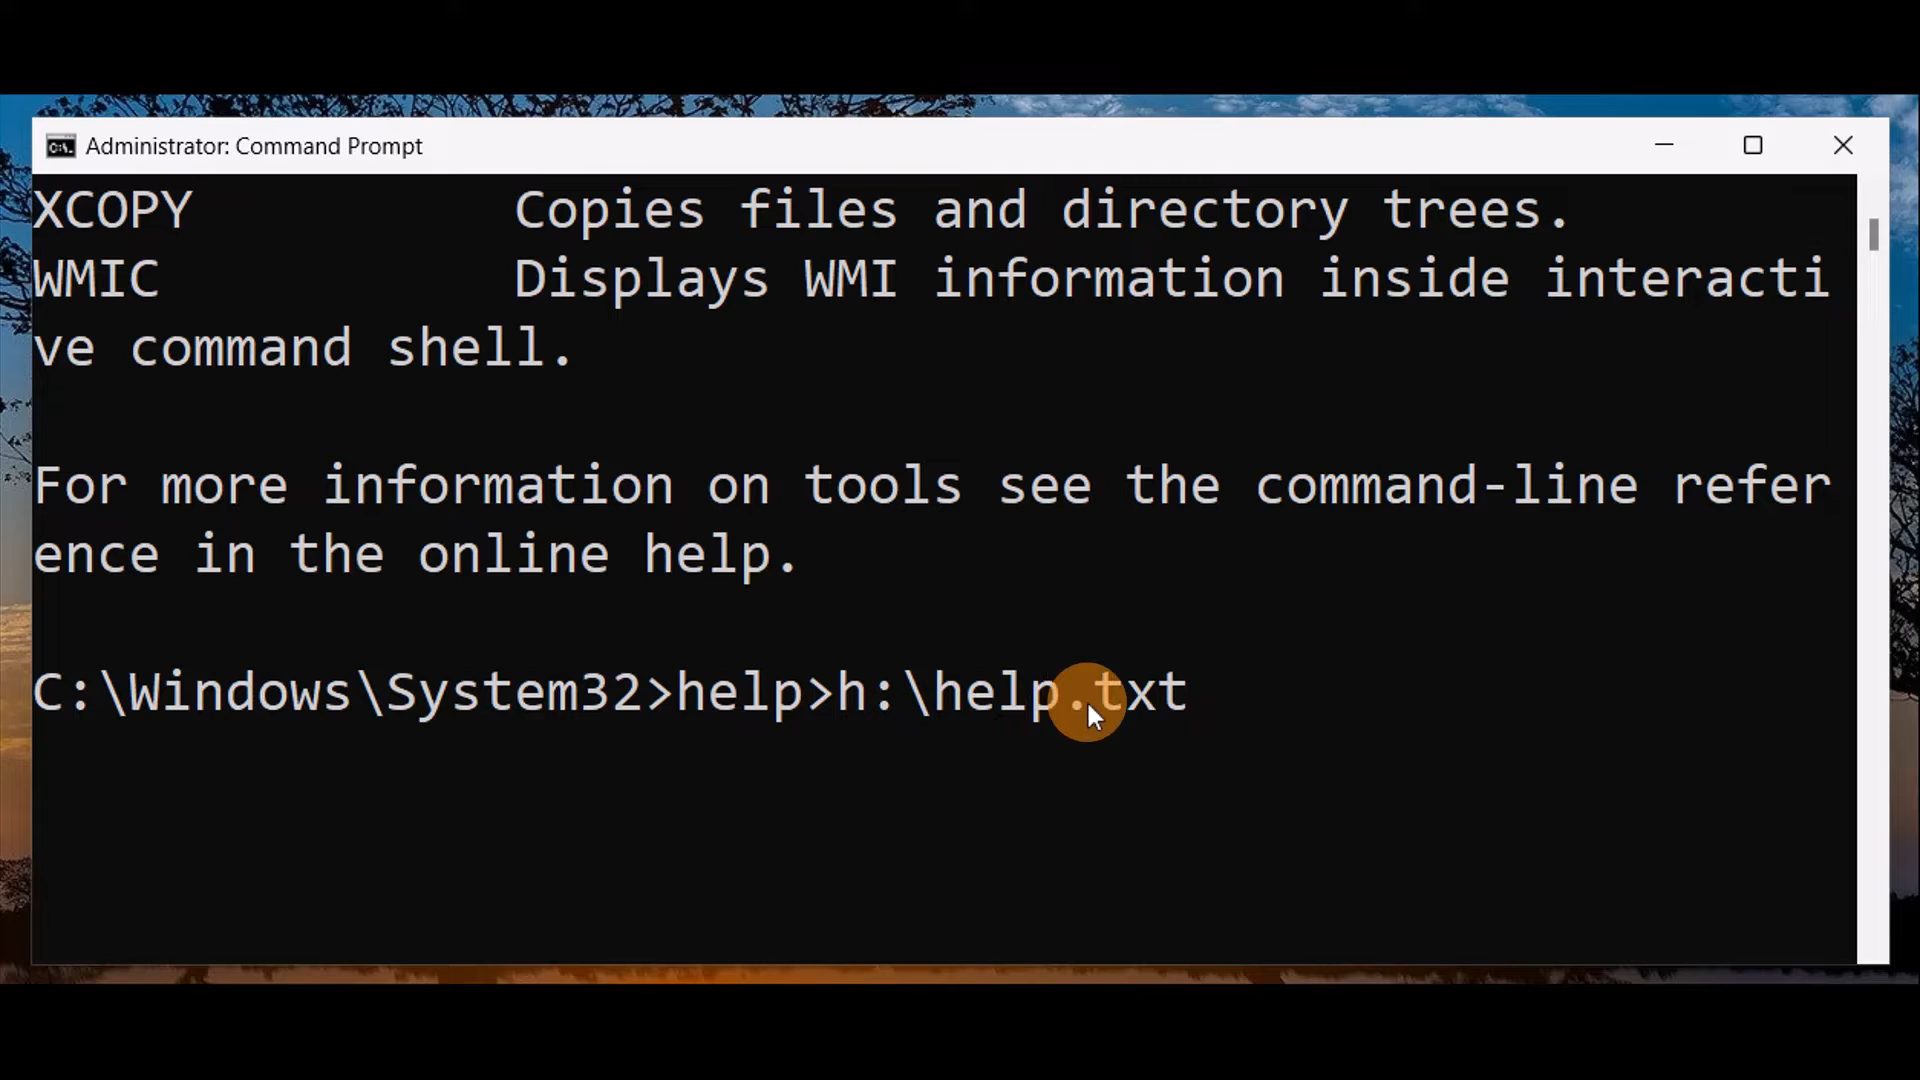 Administrator: Command Prompt
XCOPY Copies files and directory trees.
WMIC Displays WMI information inside interacti
ve command shell.
For more information on tools see the command-line refer
ence in the online help.
C:\Windows\System32>help>h:\help.txt